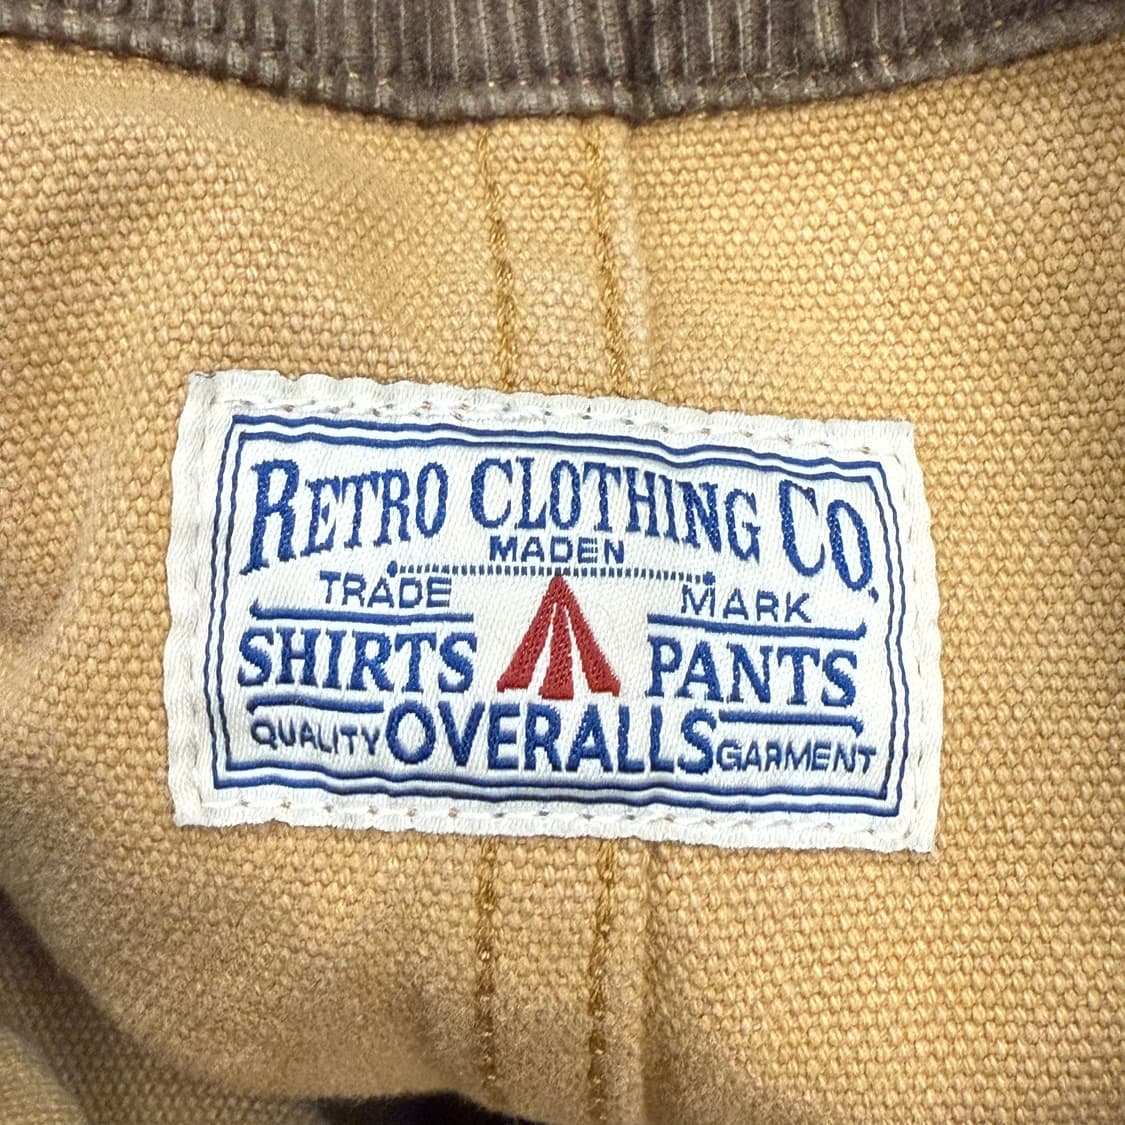 RETRO CLOTHING CO.
MADEN
TRADE MARK
SHIRTS PANTS
QUALITY OVERALLS GARMENT